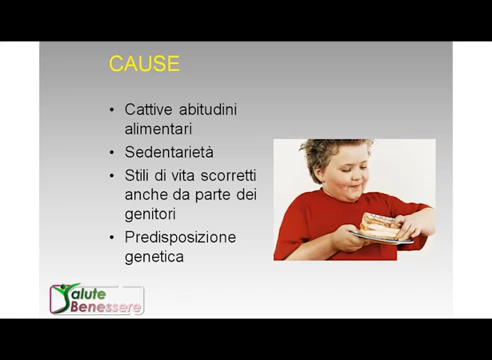 CAUSE
• Cattive abitudini
alimentari
• Sedentarietà
• Stili di vita scorretti
anche da parte dei
genitori
• Predisposizione
genetica
Salute
Benessere